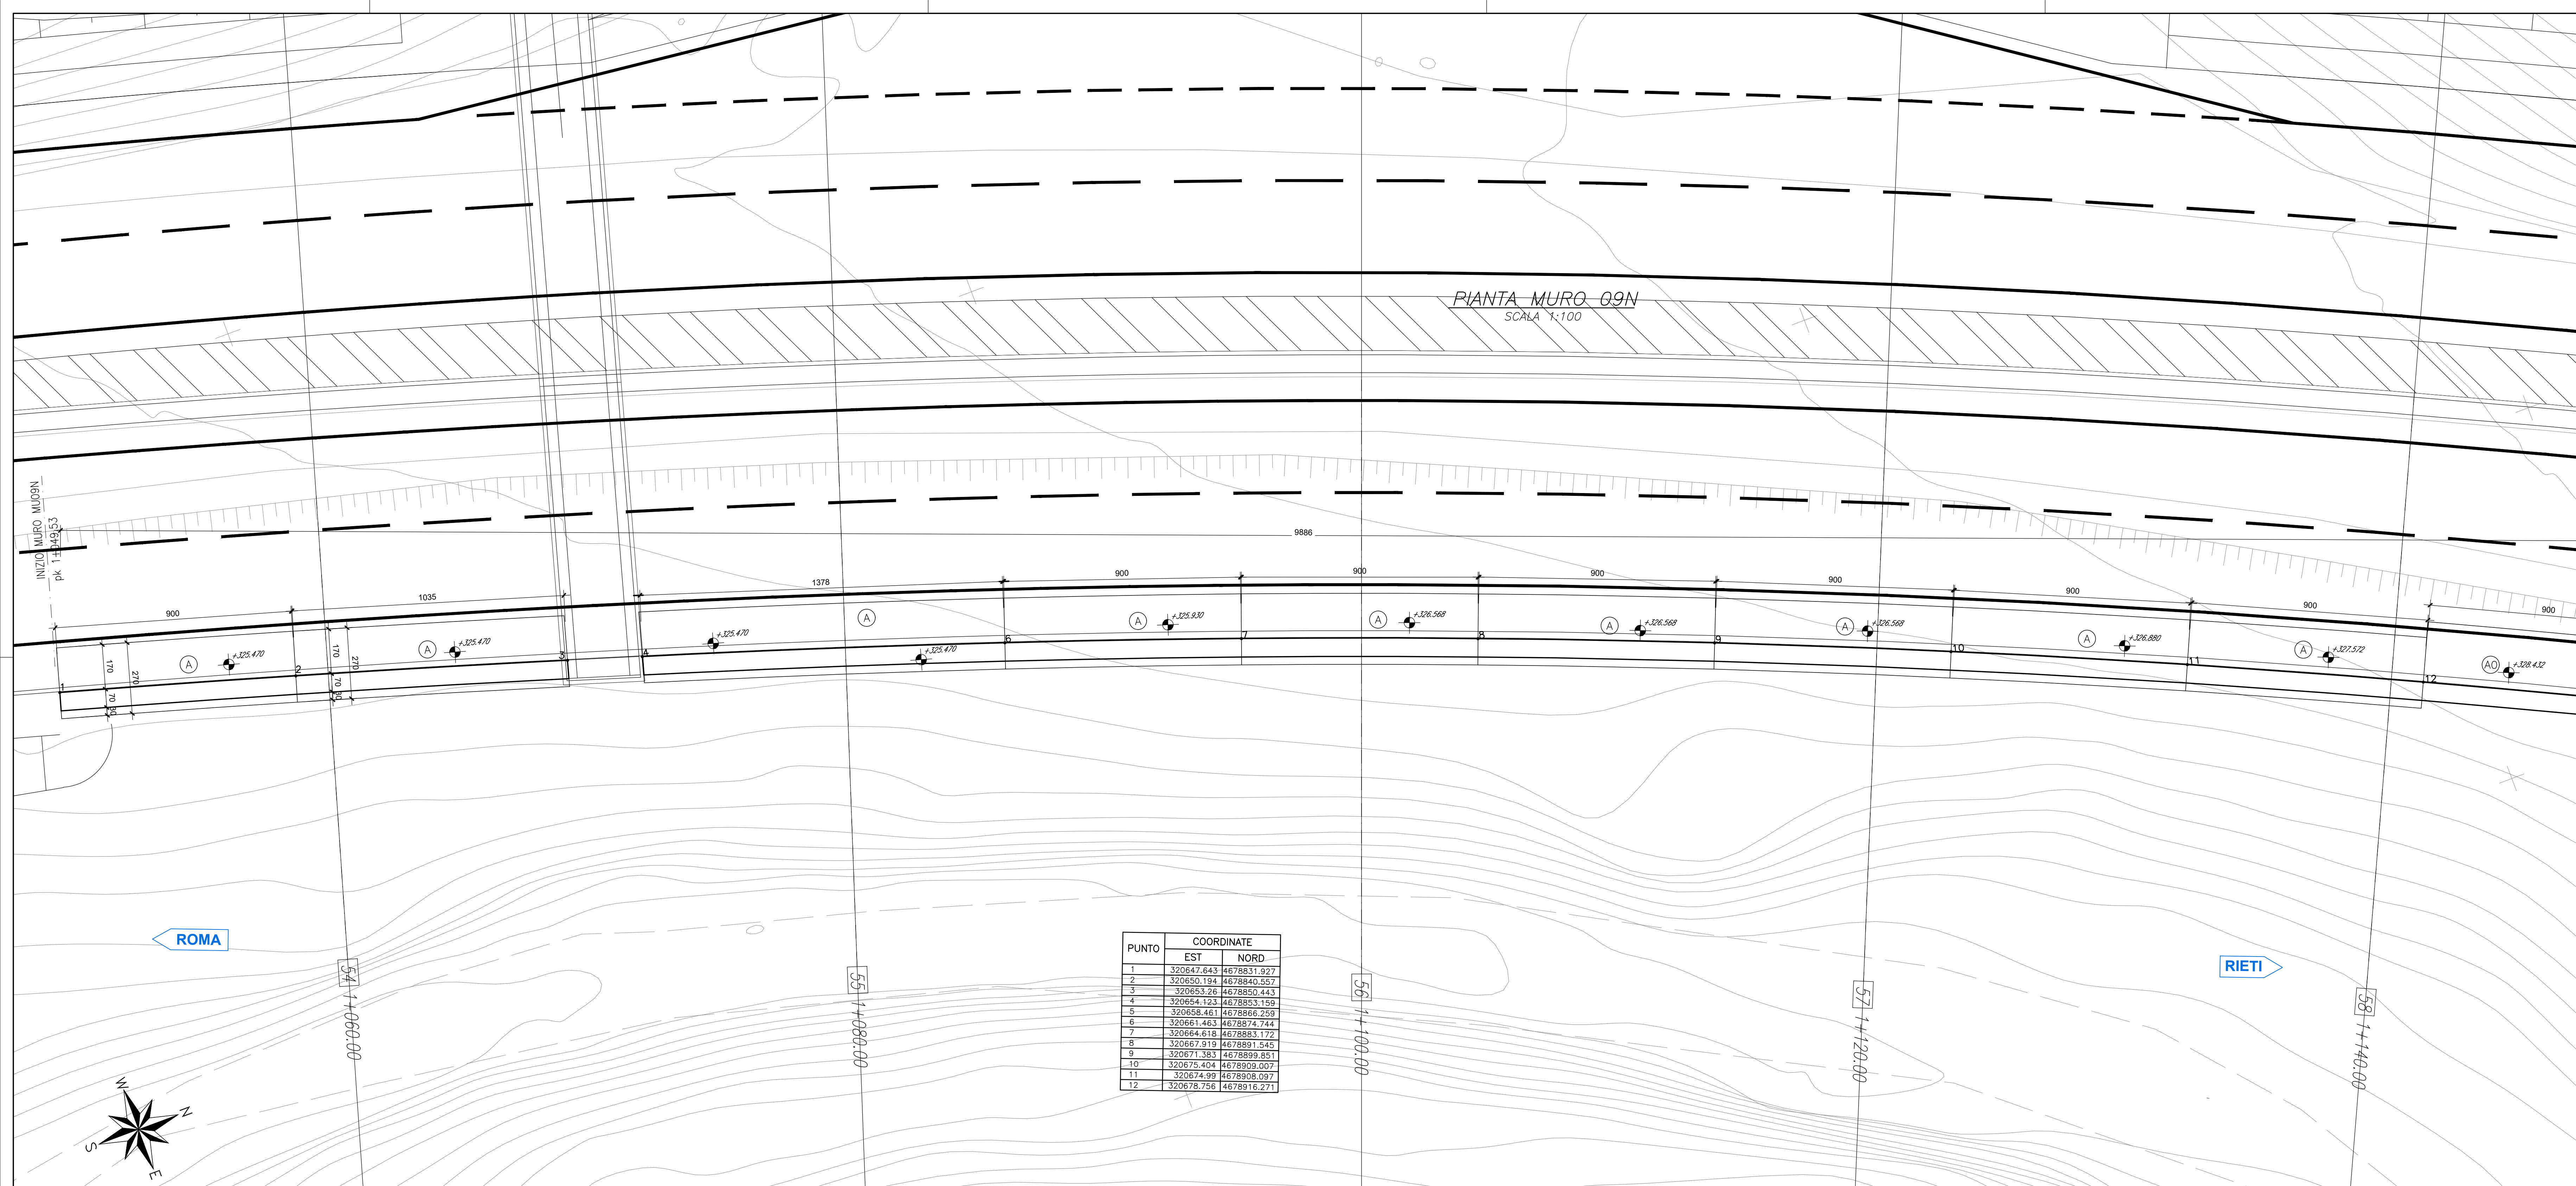 PIANTA MURO 09N
SCALA 1:100
INIZIO MURO MU09N
pk 1+049.53
9886
900
1035
1378
900
900
900
900
900
900
900
170
270
70
30
170
270
70
30
A
+325.470
A
+325.470
+325.470
A
+325.470
A
+325.930
A
+326.568
A
+326.568
A
+326.568
A
+326.880
A
+327.572
A0
+328.432
1
2
3
4
6
7
8
9
10
11
12
ROMA
RIETI
54 1+060.00
55 1+080.00
56 1+100.00
57 1+120.00
58 1+140.00
PUNTO COORDINATE
EST NORD
1 320647.643 4678831.927
2 320650.194 4678840.557
3 320653.26 4678850.443
4 320654.123 4678853.159
5 320658.461 4678866.259
6 320661.463 4678874.744
7 320664.618 4678883.172
8 320667.919 4678891.545
9 320671.383 4678899.851
10 320675.404 4678909.007
11 320674.99 4678908.097
12 320678.756 4678916.271
W
N
S
E